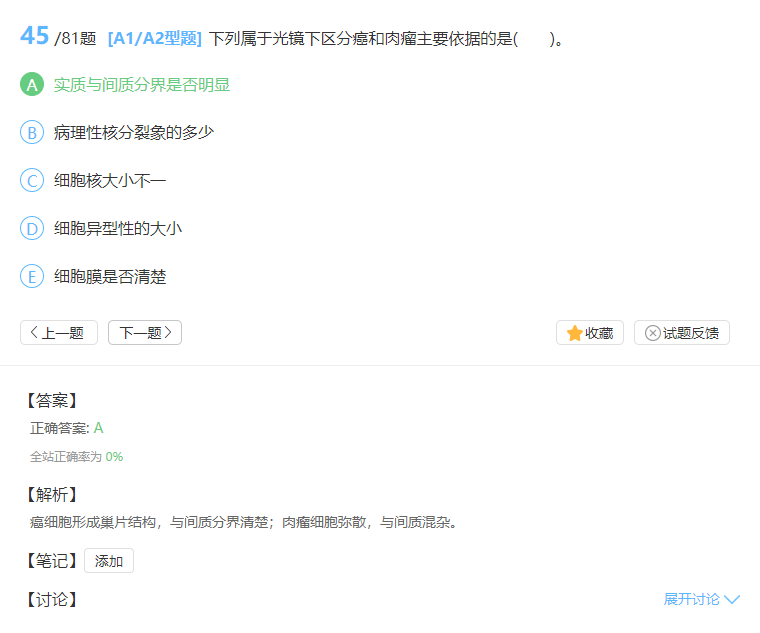 45 /81题 [A1/A2型题] 下列属于光镜下区分癌和肉瘤主要依据的是(　　)。
A 实质与间质分界是否明显
B 病理性核分裂象的多少
C 细胞核大小不一
D 细胞异型性的大小
E 细胞膜是否清楚
上一题 下一题 收藏 试题反馈
【答案】
正确答案: A
全站正确率为 0%
【解析】
癌细胞形成巢片结构，与间质分界清楚；肉瘤细胞弥散，与间质混杂。
【笔记】 添加
【讨论】 展开讨论